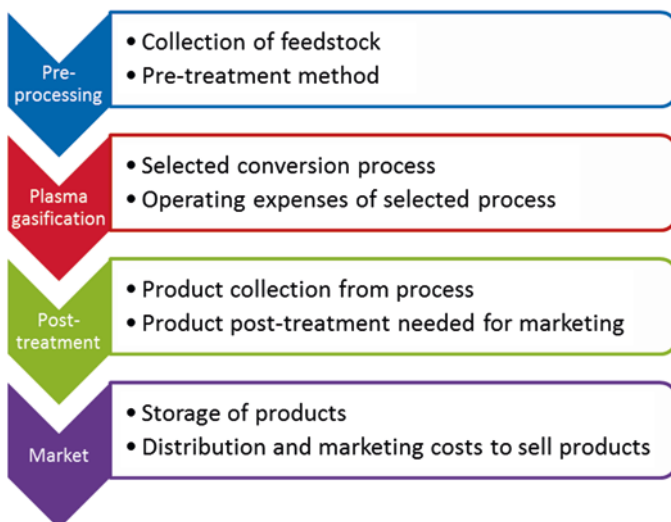 Pre-
processing
• Collection of feedstock
• Pre-treatment method
Plasma
gasification
• Selected conversion process
• Operating expenses of selected process
Post-
treatment
• Product collection from process
• Product post-treatment needed for marketing
Market
• Storage of products
• Distribution and marketing costs to sell products